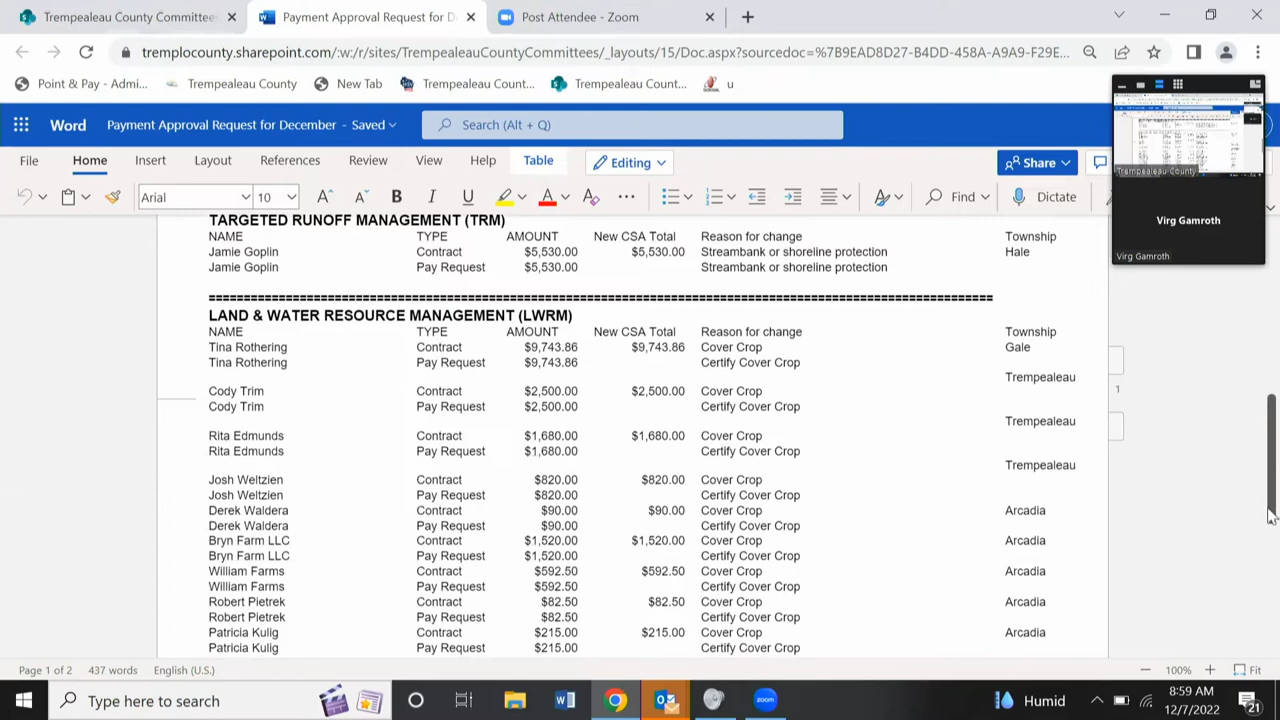 Trempealeau County Committees
Payment Approval Request for D
Post Attendee - Zoom
tremplocounty.sharepoint.com/:w:/r/sites/TrempealeauCountyCommittees/_layouts/15/Doc.aspx?sourcedoc=%7B9EAD8D27-B4DD-458A-A9A9-F29E...
Point & Pay - Admi... Trempealeau County New Tab Trempealeau Coun... Trempealeau Count... u
Word Payment Approval Request for December Saved Search (Alt + Q)
File Home Insert Layout References Review View Help Table Editing Share
Arial 10 A A B I U A Find Dictate
Trempealeau County
Virg Gamroth
Virg Gamroth
TARGETED RUNOFF MANAGEMENT (TRM)
NAME TYPE AMOUNT New CSA Total Reason for change Township
Jamie Goplin Contract $5,530.00 $5,530.00 Streambank or shoreline protection Hale
Jamie Goplin Pay Request $5,530.00 Streambank or shoreline protection
LAND & WATER RESOURCE MANAGEMENT (LWRM)
NAME TYPE AMOUNT New CSA Total Reason for change Township
Tina Rothering Contract $9,743.86 $9,743.86 Cover Crop Gale
Tina Rothering Pay Request $9,743.86 Certify Cover Crop
Trempealeau
Cody Trim Contract $2,500.00 $2,500.00 Cover Crop
Cody Trim Pay Request $2,500.00 Certify Cover Crop
Trempealeau
Rita Edmunds Contract $1,680.00 $1,680.00 Cover Crop
Rita Edmunds Pay Request $1,680.00 Certify Cover Crop
Trempealeau
Josh Weltzien Contract $820.00 $820.00 Cover Crop
Josh Weltzien Pay Request $820.00 Certify Cover Crop
Derek Waldera Contract $90.00 $90.00 Cover Crop Arcadia
Derek Waldera Pay Request $90.00 Certify Cover Crop
Bryn Farm LLC Contract $1,520.00 $1,520.00 Cover Crop Arcadia
Bryn Farm LLC Pay Request $1,520.00 Certify Cover Crop
William Farms Contract $592.50 $592.50 Cover Crop Arcadia
William Farms Pay Request $592.50 Certify Cover Crop
Robert Pietrek Contract $82.50 $82.50 Cover Crop Arcadia
Robert Pietrek Pay Request $82.50 Certify Cover Crop
Patricia Kulig Contract $215.00 $215.00 Cover Crop Arcadia
Patricia Kulig Pay Request $215.00 Certify Cover Crop
1
Page 1 of 2 437 words English (U.S.) 100% Fit
Type here to search
Humid
8:59 AM
12/7/2022
21